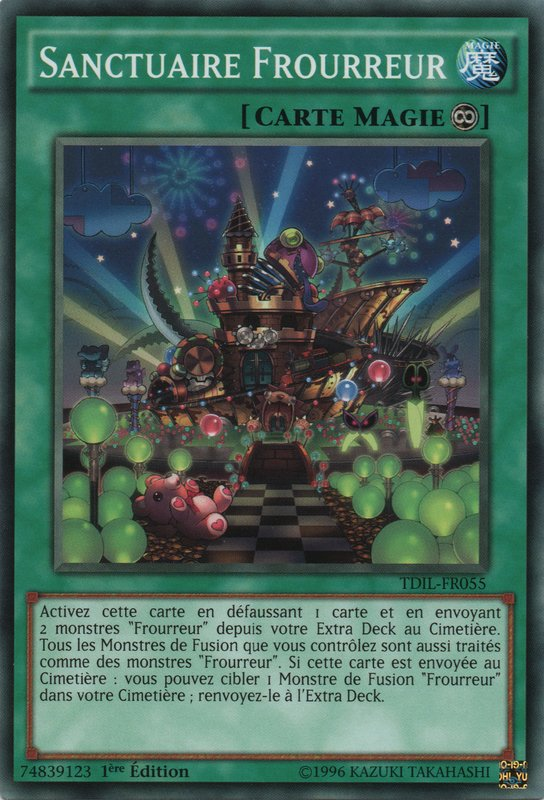 SANCTUAIRE FROURREUR
MAGIE
魔
[CARTE MAGIE ♾]
TDIL-FR055
Activez cette carte en défaussant 1 carte et en envoyant
2 monstres "Frourreur" depuis votre Extra Deck au Cimetière.
Tous les Monstres de Fusion que vous contrôlez sont aussi traités
comme des monstres "Frourreur". Si cette carte est envoyée au
Cimetière : vous pouvez cibler 1 Monstre de Fusion "Frourreur"
dans votre Cimetière ; renvoyez-le à l'Extra Deck.
74839123 1ère Édition ©1996 KAZUKI TAKAHASHI